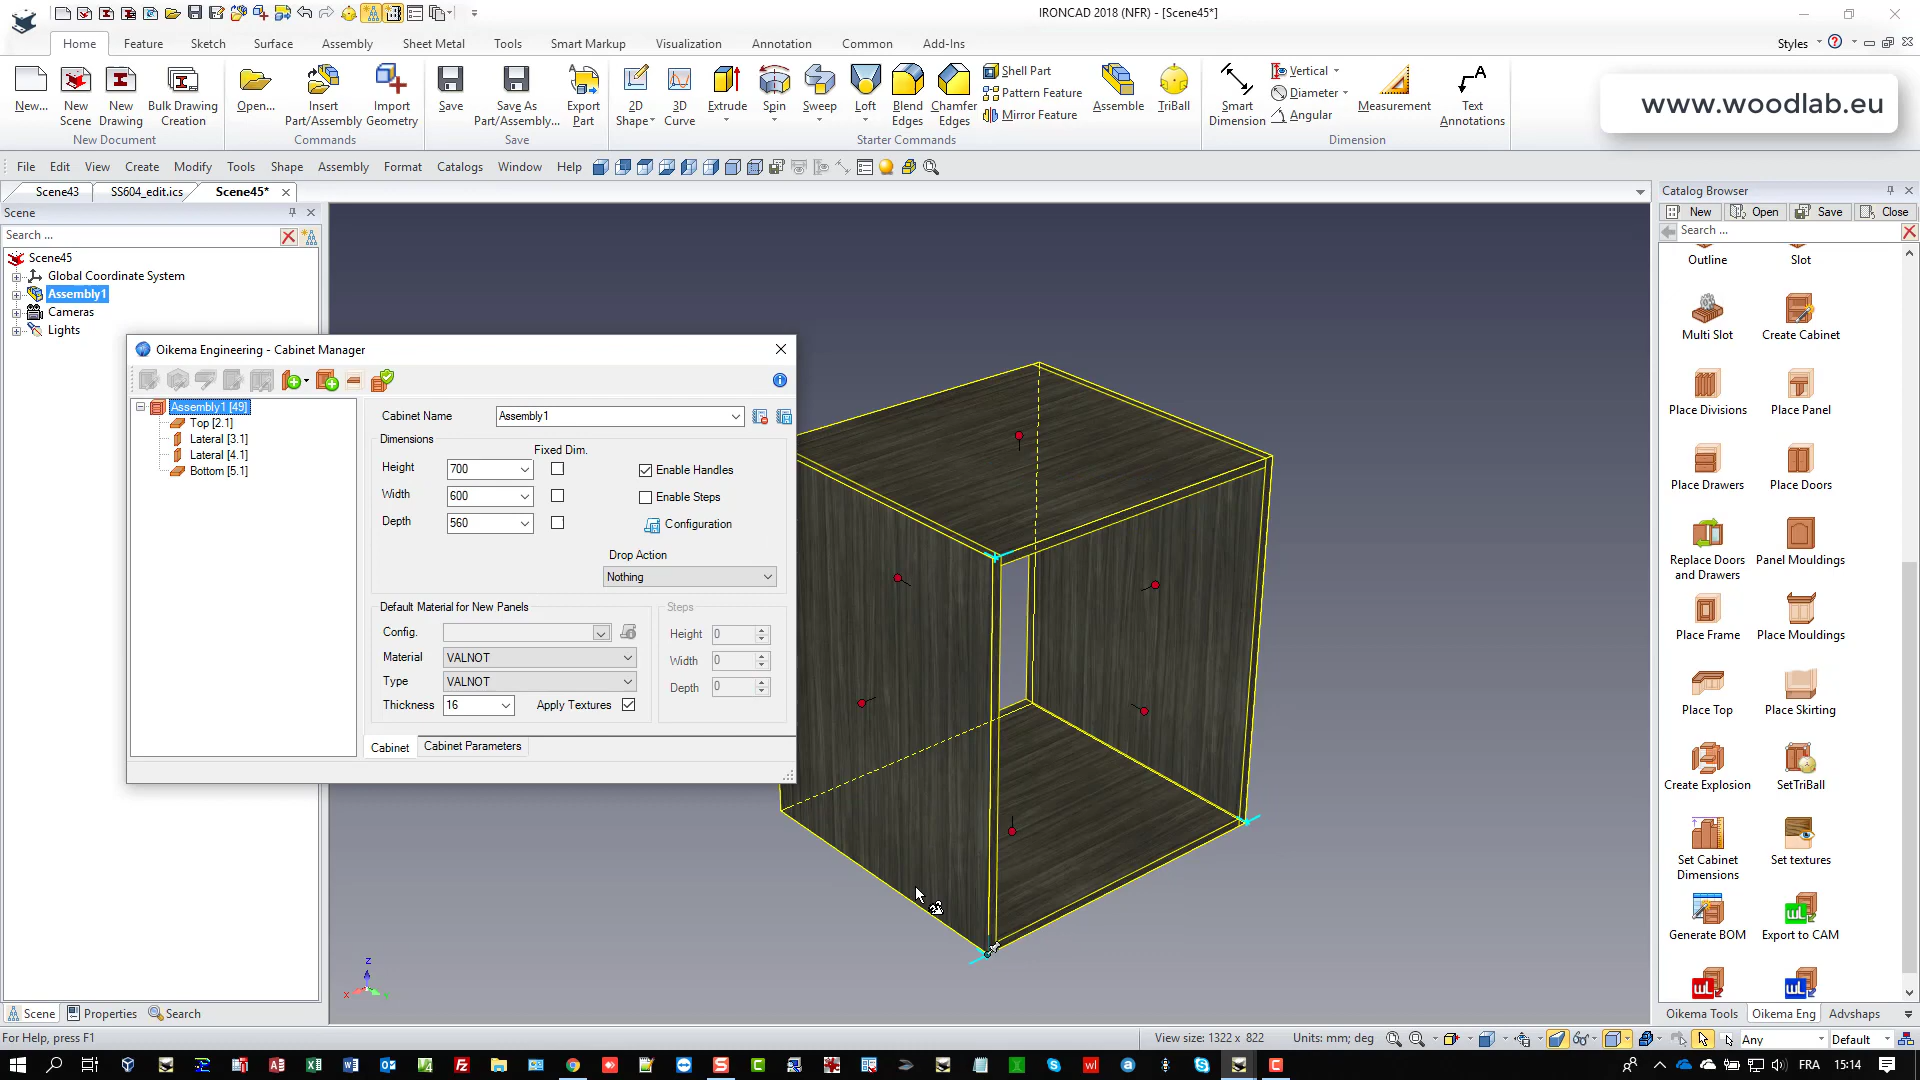 IRONCAD 2018 (NFR) - [Scene45*]
Home Feature Sketch Surface Assembly Sheet Metal Tools Smart Markup Visualization Annotation Common Add-Ins
Styles
New... New Scene New Drawing Bulk Drawing Creation
New Document
Open... Insert Part/Assembly Import Geometry
Commands
Save Save As Part/Assembly... Export Part
Save
2D Shape 3D Curve Extrude Spin Sweep Loft Blend Edges Chamfer Edges
Shell Part
Pattern Feature
Mirror Feature
Assemble TriBall
Starter Commands
Smart Dimension
Vertical
Diameter
Angular
Measurement Text Annotations
Dimension
www.woodlab.eu
File Edit View Create Modify Tools Shape Assembly Format Catalogs Window Help
Scene43 SS604_edit.ics Scene45*
Scene
Search ...
Scene45
Global Coordinate System
Assembly1
Cameras
Lights
Oikema Engineering - Cabinet Manager
Assembly1 [49]
Top [2.1]
Lateral [3.1]
Lateral [4.1]
Bottom [5.1]
Cabinet Name Assembly1
Dimensions
Fixed Dim.
Height 700 Enable Handles
Width 600 Enable Steps
Depth 560 Configuration
Drop Action
Nothing
Default Material for New Panels
Config.
Material VALNOT
Type VALNOT
Thickness 16 Apply Textures
Steps
Height 0
Width 0
Depth 0
Cabinet Cabinet Parameters
z
x
Catalog Browser
New Open Save Close
Search ...
Outline Slot
Multi Slot Create Cabinet
Place Divisions Place Panel
Place Drawers Place Doors
Replace Doors and Drawers Panel Mouldings
Place Frame Place Mouldings
Place Top Place Skirting
Create Explosion SetTriBall
Set Cabinet Dimensions Set textures
Generate BOM Export to CAM
wL wL
Oikema Tools Oikema Eng Advshaps
Scene Properties Search
For Help, press F1
View size: 1322 x 822 Units: mm; deg
Any Default
FRA 15:14